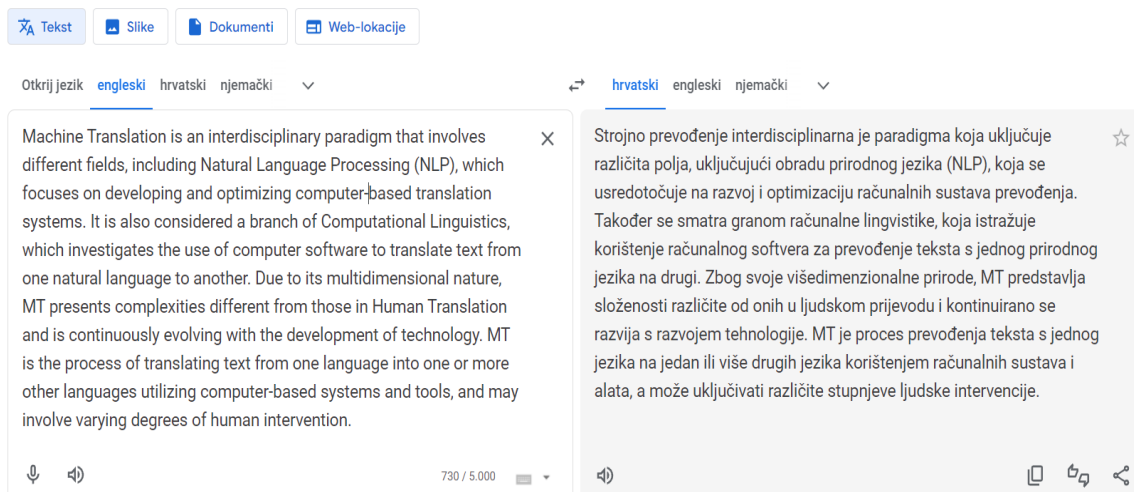 Tekst Slike Dokumenti Web-lokacije
Otkrij jezik engleski hrvatski njemački
hrvatski engleski njemački
Machine Translation is an interdisciplinary paradigm that involves
different fields, including Natural Language Processing (NLP), which
focuses on developing and optimizing computer-based translation
systems. It is also considered a branch of Computational Linguistics,
which investigates the use of computer software to translate text from
one natural language to another. Due to its multidimensional nature,
MT presents complexities different from those in Human Translation
and is continuously evolving with the development of technology. MT
is the process of translating text from one language into one or more
other languages utilizing computer-based systems and tools, and may
involve varying degrees of human intervention.
730 / 5.000
Strojno prevođenje interdisciplinarna je paradigma koja uključuje
različita polja, uključujući obradu prirodnog jezika (NLP), koja se
usredotočuje na razvoj i optimizaciju računalnih sustava prevođenja.
Također se smatra granom računalne lingvistike, koja istražuje
korištenje računalnog softvera za prevođenje teksta s jednog prirodnog
jezika na drugi. Zbog svoje višedimenzionalne prirode, MT predstavlja
složenosti različite od onih u ljudskom prijevodu i kontinuirano se
razvija s razvojem tehnologije. MT je proces prevođenja teksta s jednog
jezika na jedan ili više drugih jezika korištenjem računalnih sustava i
alata, a može uključivati različite stupnjeve ljudske intervencije.